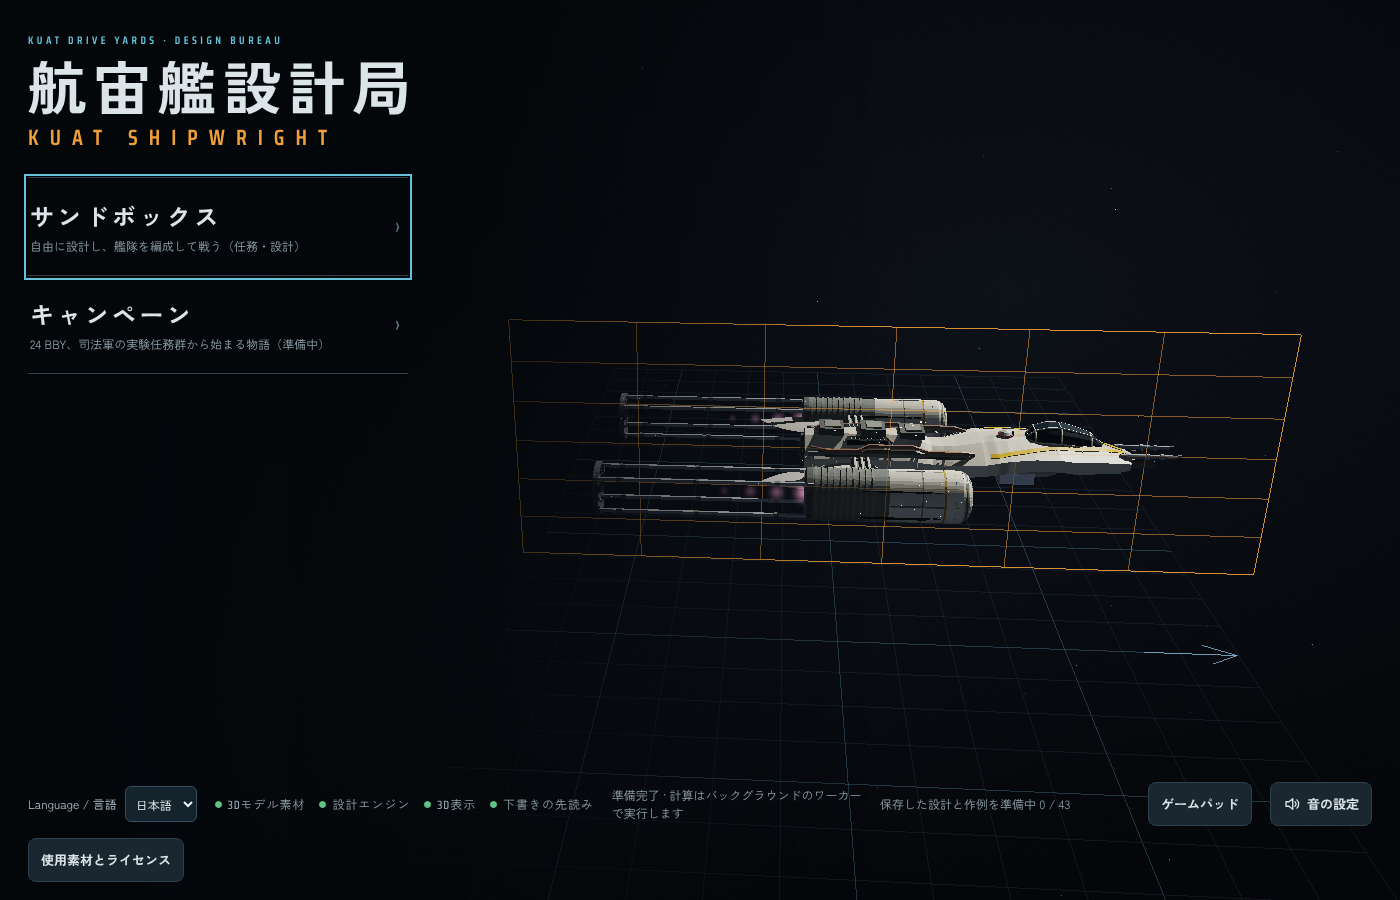 KUAT DRIVE YARDS · DESIGN BUREAU
航宙艦設計局
KUAT SHIPWRIGHT
サンドボックス
自由に設計し、艦隊を編成して戦う（任務・設計）
キャンペーン
24 BBY、司法軍の実験任務群から始まる物語（準備中）
Language / 言語
日本語
3Dモデル素材
設計エンジン
3D表示
下書きの先読み
準備完了 · 計算はバックグラウンドのワーカー
で実行します
保存した設計と作例を準備中 0 / 43
ゲームパッド
音の設定
使用素材とライセンス